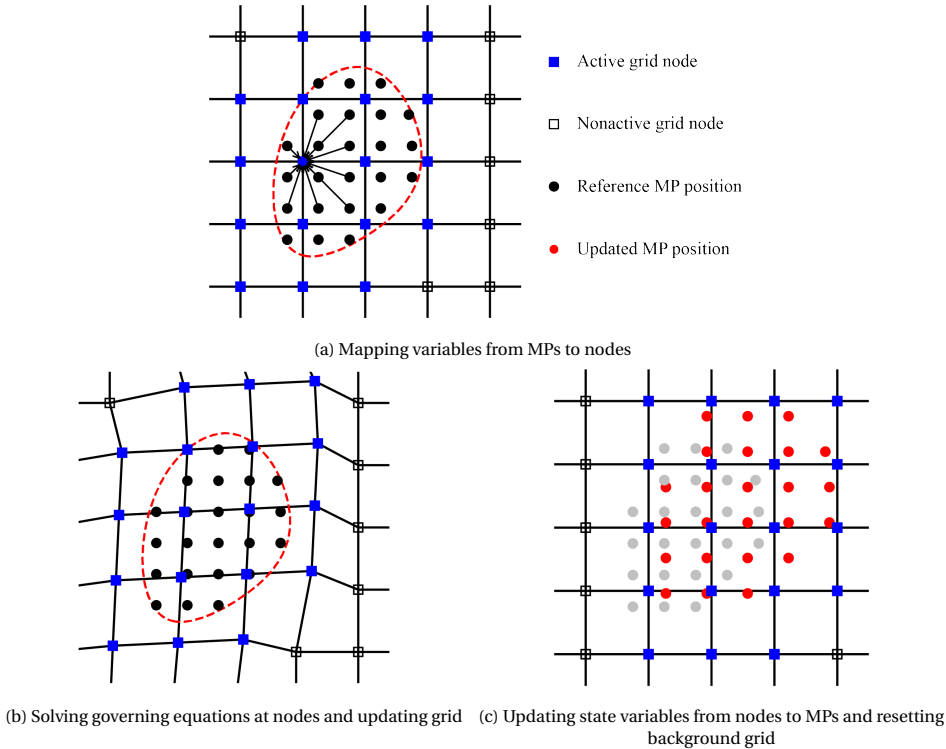 Active grid node
Nonactive grid node
Reference MP position
Updated MP position
(a) Mapping variables from MPs to nodes
(b) Solving governing equations at nodes and updating grid
(c) Updating state variables from nodes to MPs and resetting
background grid